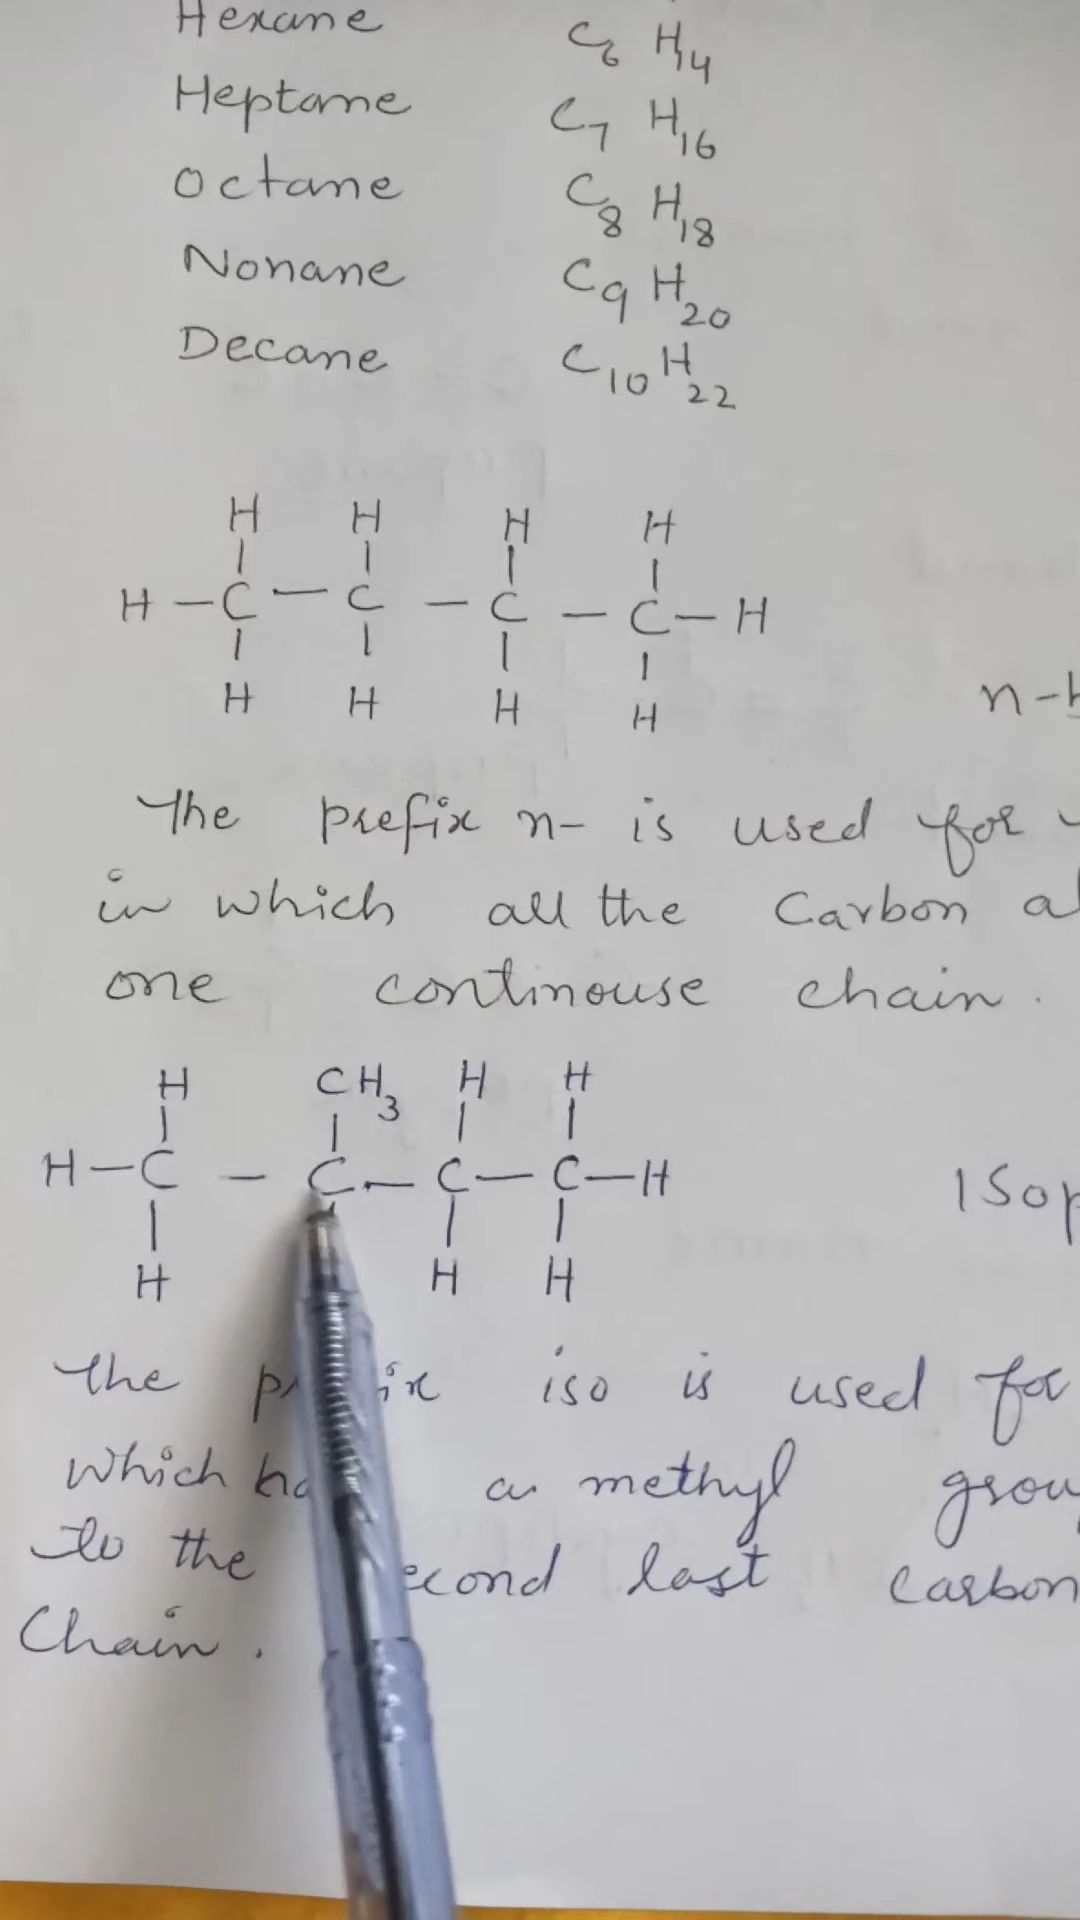 Hexane C6 H14
Heptane C7 H16
Octane C8 H18
Nonane C9 H20
Decane C10 H22
H H H H
H — C — C — C — C — H
H H H H
n-
The prefix n- is used for
in which all the Carbon
one continouse chain.
H CH3 H H
H — C — C — C — C — H
H H H
Isop
The iso is used for
which a methyl
to the last carbon
Chain.